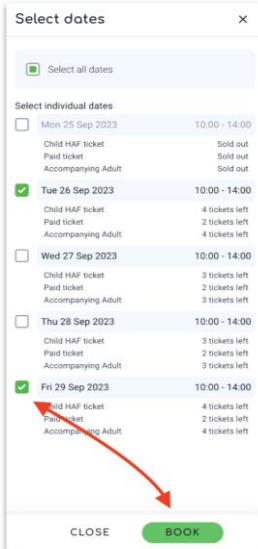 Select dates ×
Select all dates
Select individual dates
Mon 25 Sep 2023 10:00 - 14:00
Child HAF ticket Sold out
Paid ticket Sold out
Accompanying Adult Sold out
Tue 26 Sep 2023 10:00 - 14:00
Child HAF ticket 4 tickets left
Paid ticket 2 tickets left
Accompanying Adult 4 tickets left
Wed 27 Sep 2023 10:00 - 14:00
Child HAF ticket 3 tickets left
Paid ticket 2 tickets left
Accompanying Adult 3 tickets left
Thu 28 Sep 2023 10:00 - 14:00
Child HAF ticket 3 tickets left
Paid ticket 2 tickets left
Accompanying Adult 3 tickets left
Fri 29 Sep 2023 10:00 - 14:00
Child HAF ticket 4 tickets left
Paid ticket 2 tickets left
Accompanying Adult 4 tickets left
CLOSE BOOK